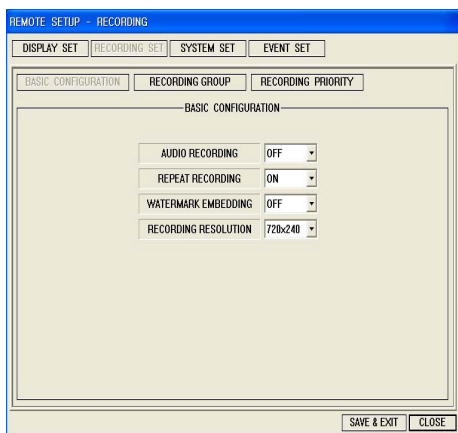 REMOTE SETUP - RECORDING
DISPLAY SET RECORDING SET SYSTEM SET EVENT SET
BASIC CONFIGURATION RECORDING GROUP RECORDING PRIORITY
BASIC CONFIGURATION
AUDIO RECORDING OFF
REPEAT RECORDING ON
WATERMARK EMBEDDING OFF
RECORDING RESOLUTION 720x240
SAVE & EXIT CLOSE